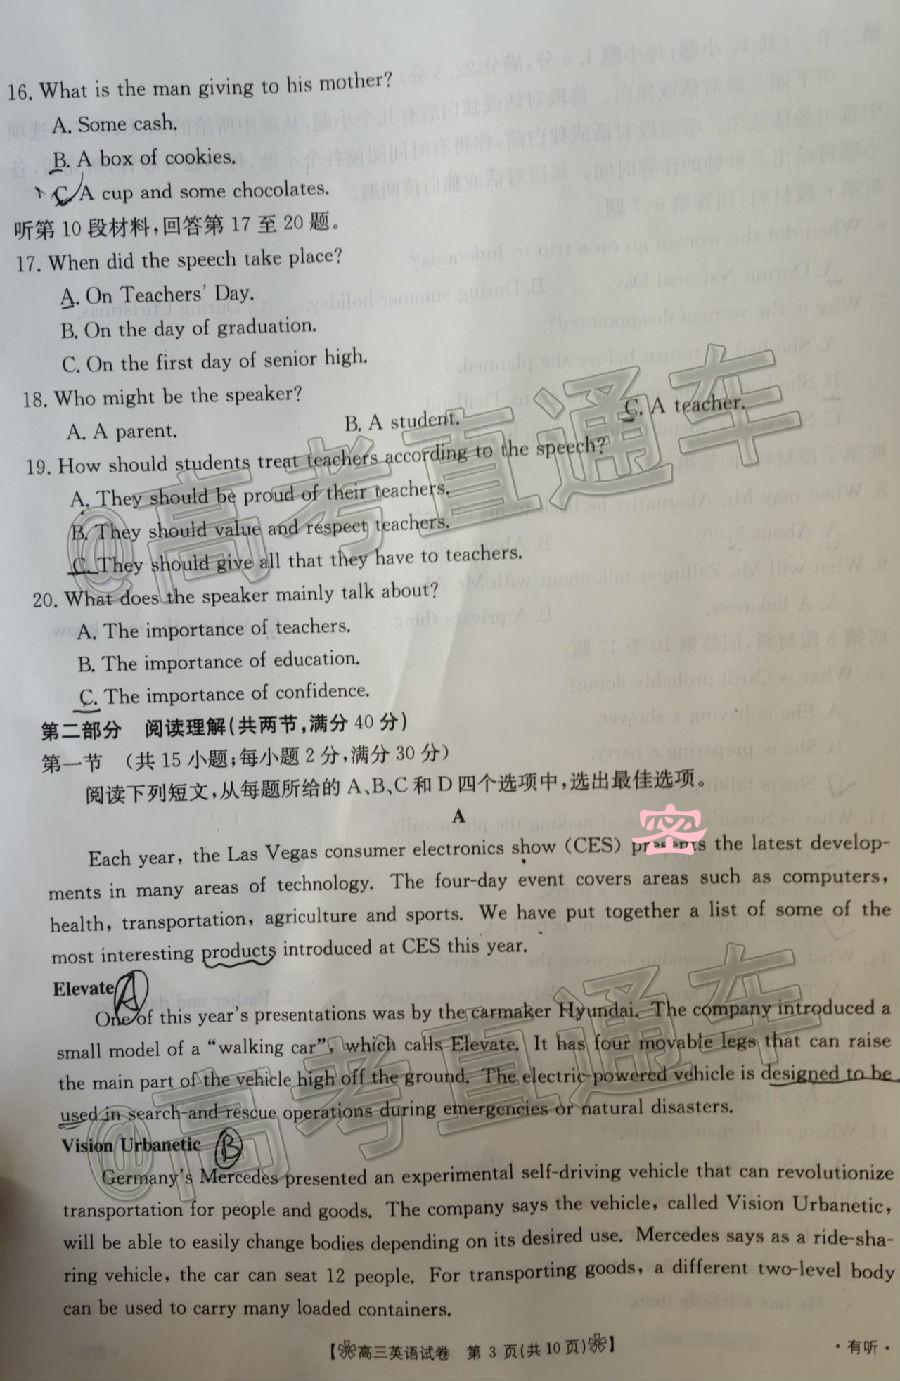 16. What is the man giving to his mother?
A. Some cash.
B. A box of cookies.
C. A cup and some chocolates.
听第 10 段材料,回答第 17 至 20 题。
17. When did the speech take place?
A. On Teachers' Day.
B. On the day of graduation.
C. On the first day of senior high.
18. Who might be the speaker?
A. A parent. B. A student. C. A teacher.
19. How should students treat teachers according to the speech?
A. They should be proud of their teachers.
B. They should value and respect teachers.
C. They should give all that they have to teachers.
20. What does the speaker mainly talk about?
A. The importance of teachers.
B. The importance of education.
C. The importance of confidence.
第二部分 阅读理解(共两节,满分 40 分)
第一节 (共 15 小题;每小题 2 分,满分 30 分)
阅读下列短文,从每题所给的 A、B、C 和 D 四个选项中,选出最佳选项。
A
密
Each year, the Las Vegas consumer electronics show (CES) presents the latest develop-
ments in many areas of technology. The four-day event covers areas such as computers,
health, transportation, agriculture and sports. We have put together a list of some of the
most interesting products introduced at CES this year.
Elevate A
One of this year's presentations was by the carmaker Hyundai. The company introduced a
small model of a "walking car", which calls Elevate. It has four movable legs that can raise
the main part of the vehicle high off the ground. The electric-powered vehicle is designed to be
used in search-and-rescue operations during emergencies or natural disasters.
Vision Urbanetic B
Germany's Mercedes presented an experimental self-driving vehicle that can revolutionize
transportation for people and goods. The company says the vehicle, called Vision Urbanetic,
will be able to easily change bodies depending on its desired use. Mercedes says as a ride-sha-
ring vehicle, the car can seat 12 people. For transporting goods, a different two-level body
can be used to carry many loaded containers.
【高三英语试卷 第 3 页(共 10 页)】 ·有听·
@高考直通车
@高考直通车